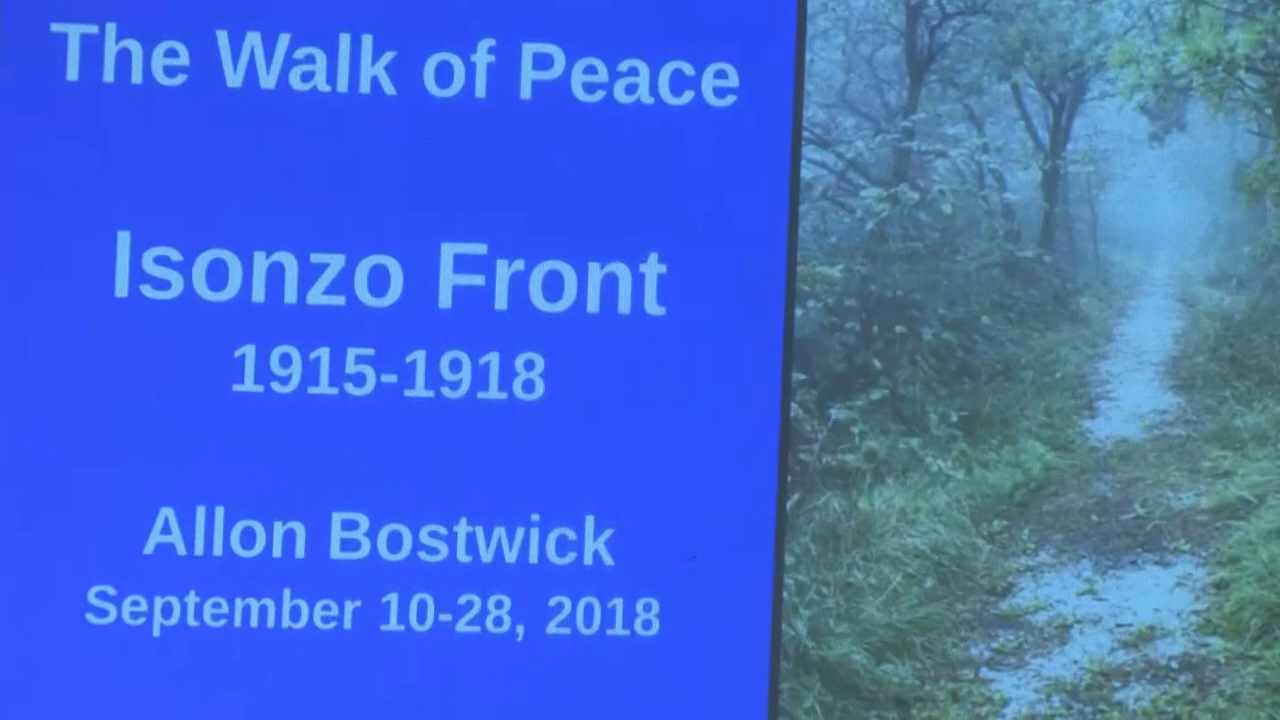 The Walk of Peace
Isonzo Front
1915-1918
Allon Bostwick
September 10-28, 2018